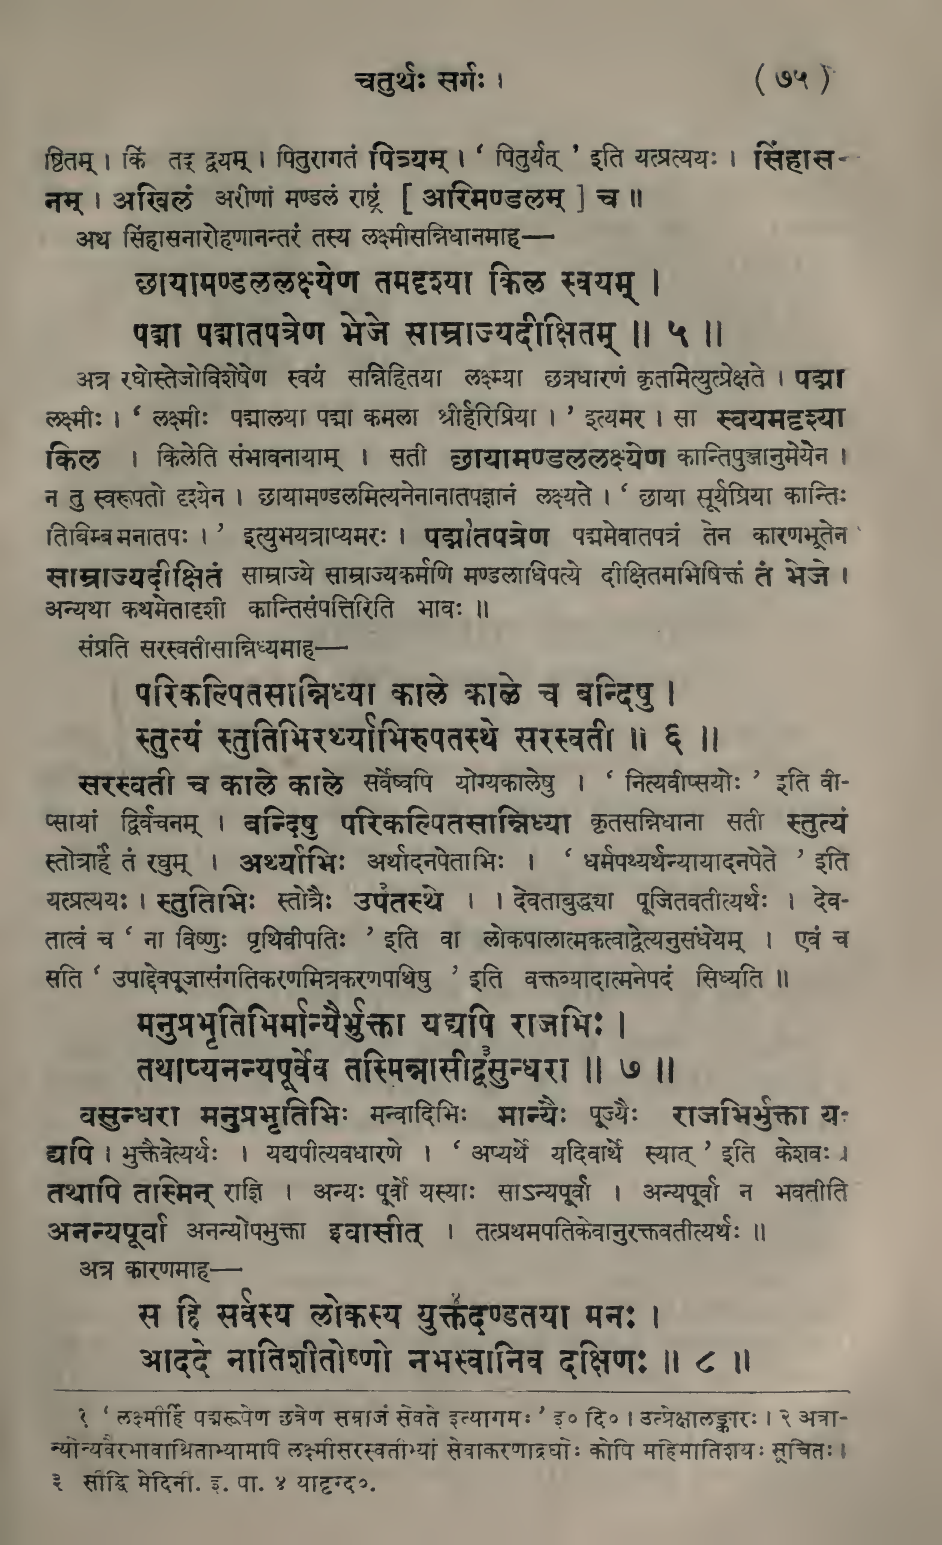 चतुर्थः सर्गः । ( ७५ )
ष्ठितम् । किं तद् द्वयम् । पितुरागतं पित्र्यम् । ‘ पितुर्यत् ’ इति यत्प्रत्ययः । सिंहास-
नम् । अखिलं अरीणां मण्डलं राष्ट्रं [ अरिमण्डलम् ] च ॥
अथ सिंहासनारोहणानन्तरं तस्य लक्ष्मीसन्निधानमाह—
छायामण्डललक्ष्येण तमदृश्या किल स्वयम् ।
पद्मा पद्मातपत्रेण भेजे साम्राज्यदीक्षितम् ॥ ५ ॥
अत्र रघोस्तेजोविशेषेण स्वयं सन्निहितया लक्ष्म्या छत्रधारणं कृतमित्युत्प्रेक्षते । पद्मा
लक्ष्मीः । ‘ लक्ष्मीः पद्मालया पद्मा कमला श्रीर्हरिप्रिया । ’ इत्यमर । सा स्वयमदृश्या
किल । किलेति संभावनायाम् । सती छायामण्डललक्ष्येण कान्तिपुञ्जानुमेयेन ।
न तु स्वरूपतो दृश्येन । छायामण्डलमित्यनेनानातपज्ञानं लक्ष्यते । ‘ छाया सूर्यप्रिया कान्तिः
तिबिम्बमनातपः । ’ इत्युभयत्राप्यमरः । पद्मातपत्रेण पद्ममेवातपत्रं तेन कारणभूतेन
साम्राज्यदीक्षितं साम्राज्ये साम्राज्यकर्मणि मण्डलाधिपत्ये दीक्षितमभिषिक्तं तं भेजे ।
अन्यथा कथमेतादृशी कान्तिसंपत्तिरिति भावः ॥
संप्रति सरस्वतीसान्निध्यमाह—
परिकल्पितसान्निध्या काले काले च बन्दिषु ।
स्तुत्यं स्तुतिभिरर्थ्याभिरुपतस्थे सरस्वती ॥ ६ ॥
सरस्वती च काले काले सर्वेष्वपि योग्यकालेषु । ‘ नित्यवीप्सयोः ’ इति वी-
प्सायां द्विर्वचनम् । बन्दिषु परिकल्पितसान्निध्या कृतसन्निधाना सती स्तुत्यं
स्तोत्रार्हं तं रघुम् । अर्थ्याभिः अर्थादनपेताभिः । ‘ धर्मपथ्यर्थन्यायादनपेते ’ इति
यत्प्रत्ययः । स्तुतिभिः स्तोत्रैः उपतस्थे । । देवताबुद्ध्या पूजितवतीत्यर्थः । देव-
तात्वं च ‘ ना विष्णुः पृथिवीपतिः ’ इति वा लोकपालात्मकत्वाद्वेत्यनुसंधेयम् । एवं च
सति ‘ उपाद्देवपूजासंगतिकरणमित्रकरणपथिषु ’ इति वक्तव्यादात्मनेपदं सिध्यति ॥
मनुप्रभृतिभिर्मान्यैर्भुक्ता यद्यपि राजभिः ।
तथाप्यनन्यपूर्वेव तस्मिन्नासीद्वसुन्धरा३ ॥ ७ ॥
वसुन्धरा मनुप्रभृतिभिः मन्वादिभिः मान्यैः पूज्यैः राजभिर्भुक्ता य-
द्यपि । भुक्तैवेत्यर्थः । यद्यपीत्यवधारणे । ‘ अप्यर्थे यदिवार्थे स्यात् ’ इति केशवः ।
तथापि तास्मिन् राज्ञि । अन्यः पूर्वो यस्याः साऽन्यपूर्वा । अन्यपूर्वा न भवतीति
अनन्यपूर्वा अनन्योपभुक्ता इवासीत् । तत्प्रथमपतिकेवानुरक्तवतीत्यर्थः ॥
अत्र कारणमाह—
स हि सर्वस्य लोकस्य युक्त४दण्डतया मनः ।
आददे नातिशीतोष्णो नभस्वानिव दक्षिणः ॥ ८ ॥
१ ‘ लक्ष्मीर्हि पद्मरूपेण छत्रेण सम्राजं सेवते इत्यागमः ’ इ० दि० । उत्प्रेक्षालङ्कारः । २ अत्रा-
न्योन्यवैरभावाश्रिताभ्यामपि लक्ष्मीसरस्वतीभ्यां सेवाकरणाद्रघोः कोपि महिमातिशयः सूचितः ।
३ सीद्धि मेदिनी. इ. पा. ४ यादृग्द०.